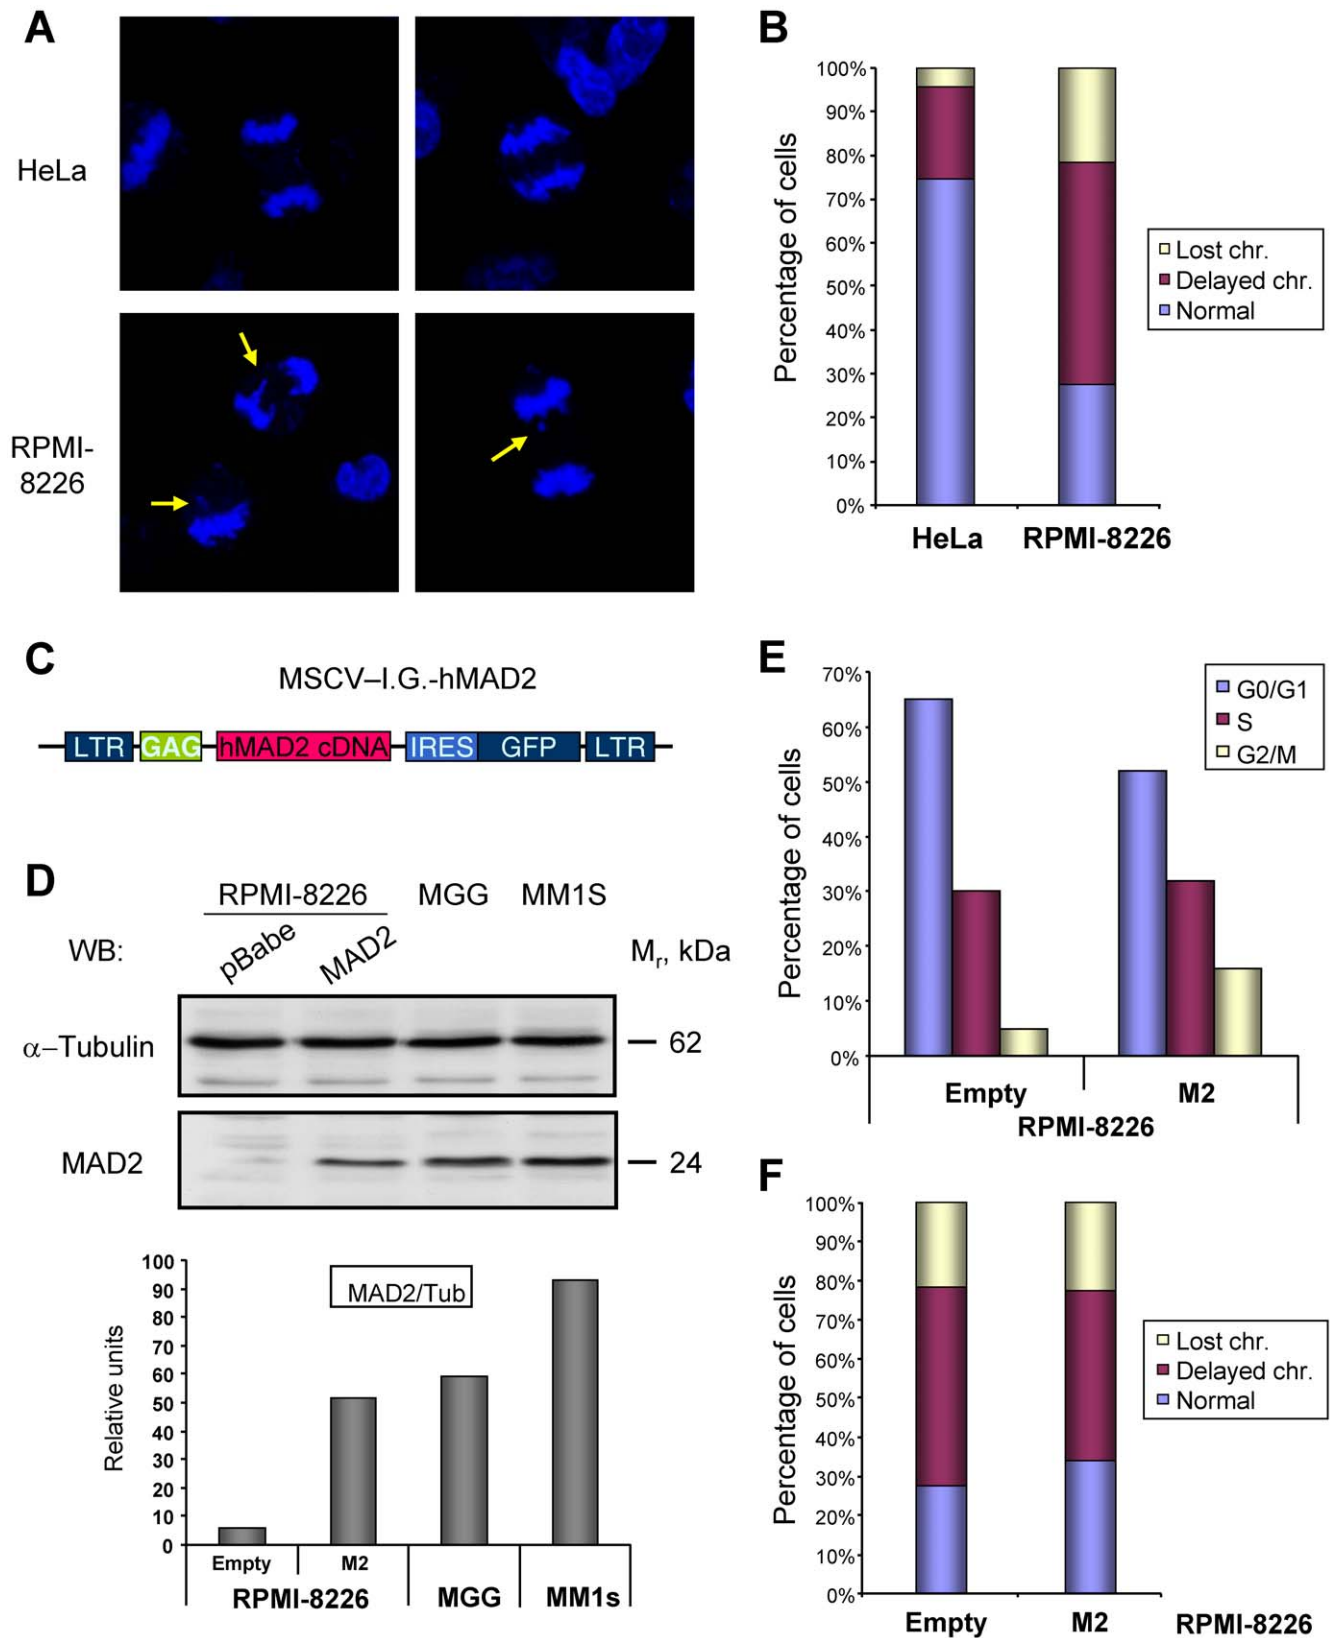 A
HeLa
RPMI-
8226
B
Percentage of cells
100%
90%
80%
70%
60%
50%
40%
30%
20%
10%
0%
HeLa
RPMI-8226
Lost chr.
Delayed chr.
Normal
C
MSCV–I.G.-hMAD2
LTR GAG hMAD2 cDNA IRES GFP LTR
D
RPMI-8226 MGG MM1S
WB: pBabe MAD2 Mr, kDa
α–Tubulin 62
MAD2 24
Relative units
100
90
80
70
60
50
40
30
20
10
0
MAD2/Tub
Empty M2
RPMI-8226 MGG MM1s
E
Percentage of cells
70%
60%
50%
40%
30%
20%
10%
0%
G0/G1
S
G2/M
Empty M2
RPMI-8226
F
Percentage of cells
100%
90%
80%
70%
60%
50%
40%
30%
20%
10%
0%
Lost chr.
Delayed chr.
Normal
Empty M2 RPMI-8226